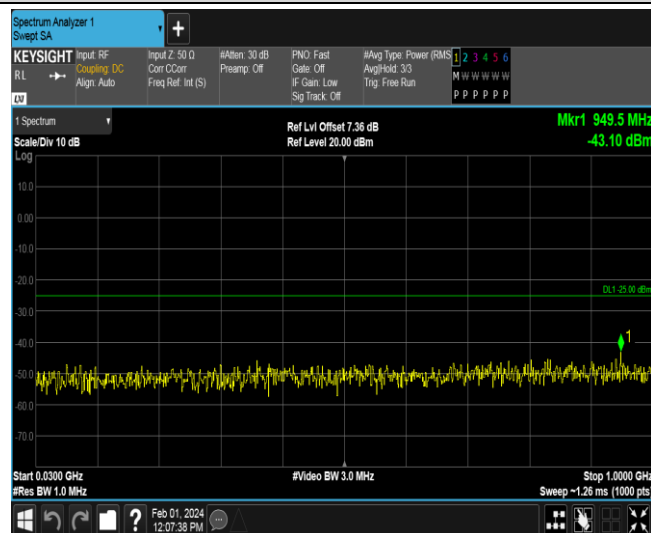 Spectrum Analyzer 1
Swept SA
+
KEYSIGHT Input: RF Input Z: 50 Ω #Atten: 30 dB PNO: Fast #Avg Type: Power (RMS 1 2 3 4 5 6
RL Coupling: DC Corr CCorr Preamp: Off Gate: Off Avg|Hold: 3/3 M W W W W W
Align: Auto Freq Ref: Int (S) IF Gain: Low Trig: Free Run
Sig Track: Off P P P P P P
1 Spectrum Ref Lvl Offset 7.36 dB Mkr1 949.5 MHz
Scale/Div 10 dB Ref Level 20.00 dBm -43.10 dBm
Log
10.0
0.00
-10.0
-20.0
DL1 -25.00 dBm
-30.0
1
-40.0
-50.0
-60.0
-70.0
Start 0.0300 GHz #Video BW 3.0 MHz Stop 1.0000 GHz
#Res BW 1.0 MHz Sweep ~1.26 ms (1000 pts)
? Feb 01, 2024
12:07:38 PM